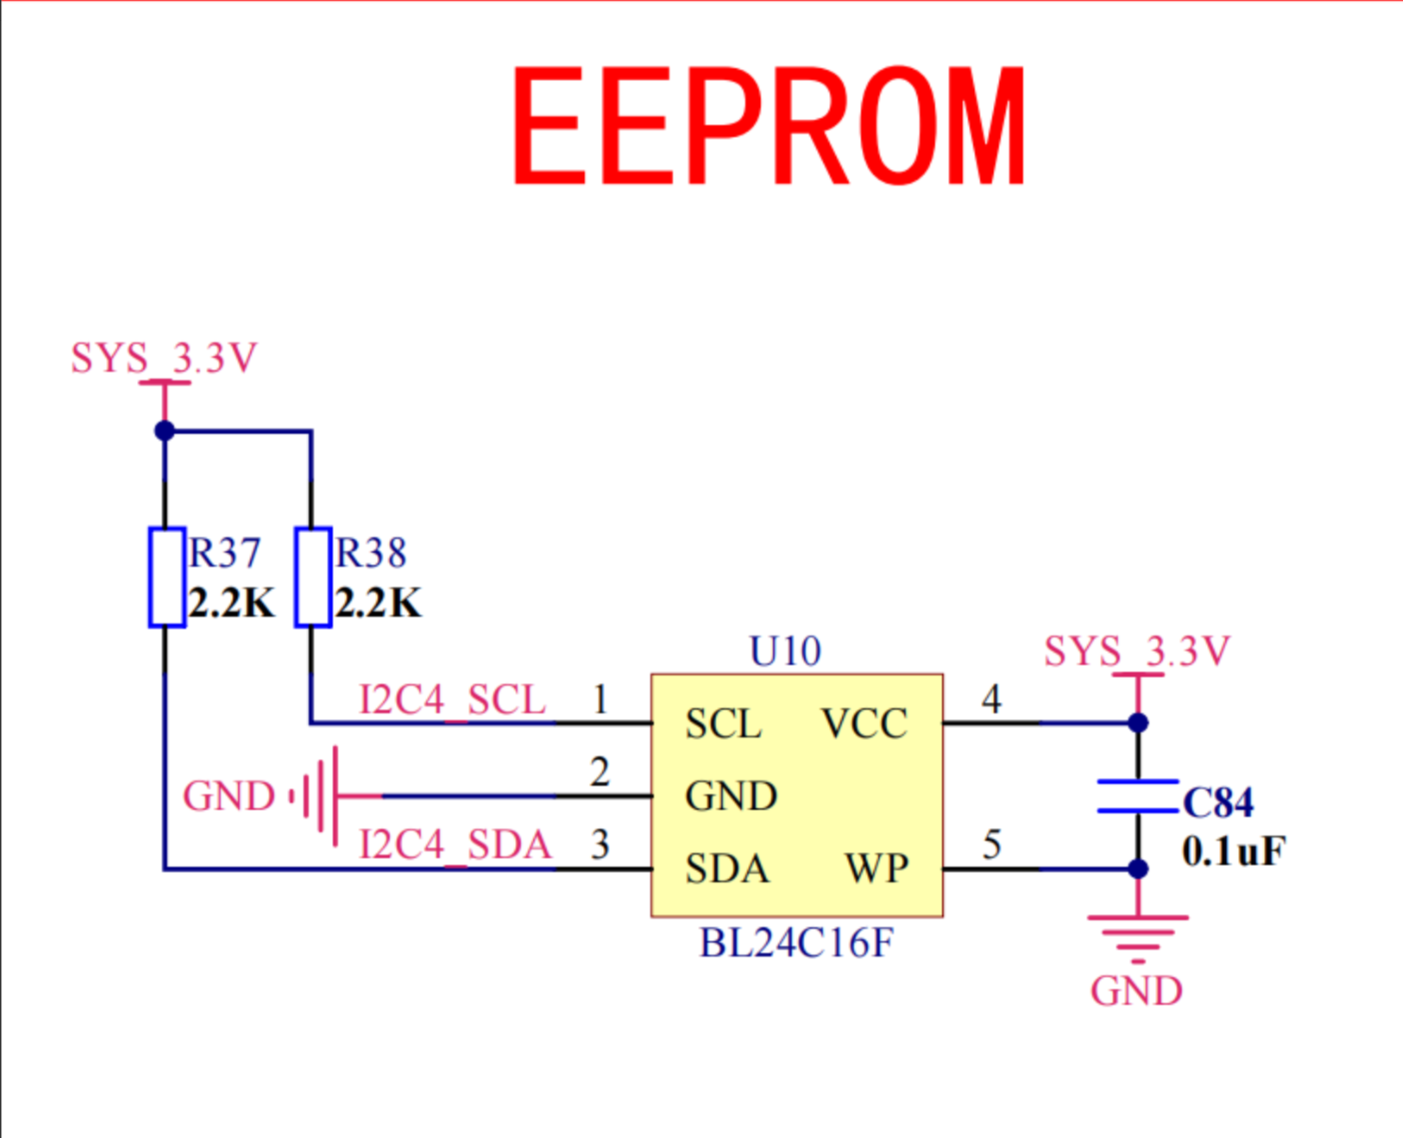 EEPROM
SYS_3.3V
R37
2.2K
R38
2.2K
U10
SYS_3.3V
I2C4_SCL
1
SCL
VCC
4
GND
2
GND
C84
0.1uF
I2C4_SDA
3
SDA
WP
5
BL24C16F
GND